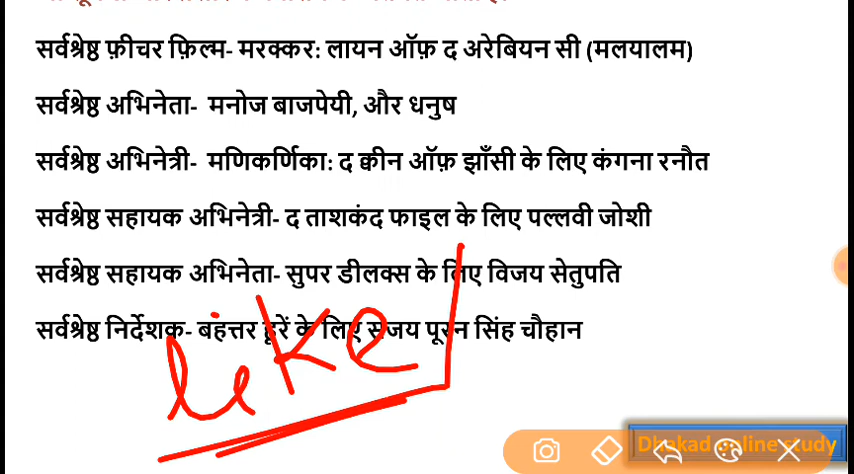 सर्वश्रेष्ठ फ़ीचर फ़िल्म- मरक्कर: लायन ऑफ़ द अरेबियन सी (मलयालम)
सर्वश्रेष्ठ अभिनेता- मनोज बाजपेयी, और धनुष
सर्वश्रेष्ठ अभिनेत्री- मणिकर्णिका: द क्वीन ऑफ़ झाँसी के लिए कंगना रनौत
सर्वश्रेष्ठ सहायक अभिनेत्री- द ताशकंद फाइल के लिए पल्लवी जोशी
सर्वश्रेष्ठ सहायक अभिनेता- सुपर डीलक्स के लिए विजय सेतुपति
सर्वश्रेष्ठ निर्देशक- बहत्तर हूरें के लिए संजय पूरन सिंह चौहान
like
Dhakad online study